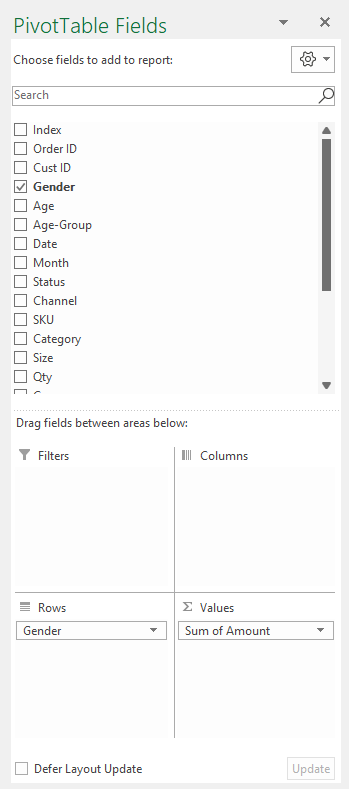 PivotTable Fields
Choose fields to add to report:
Search
Index
Order ID
Cust ID
Gender
Age
Age-Group
Date
Month
Status
Channel
SKU
Category
Size
Qty
Drag fields between areas below:
Filters
Columns
Rows
Values
Gender
Sum of Amount
Defer Layout Update
Update